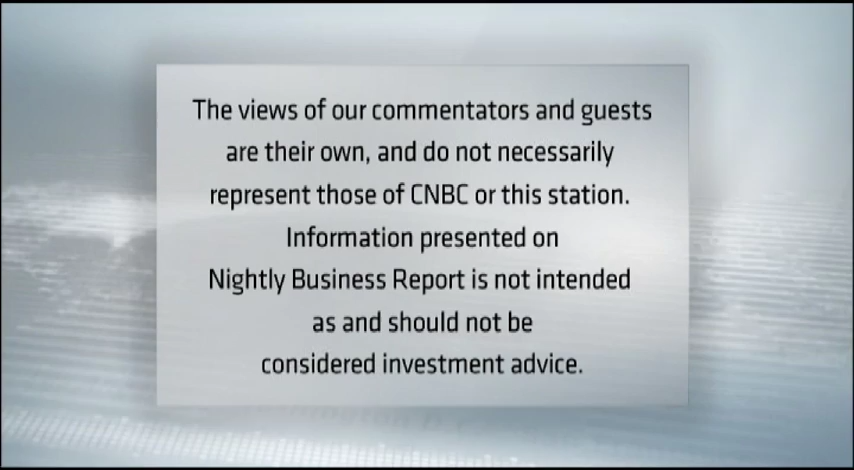 The views of our commentators and guests
are their own, and do not necessarily
represent those of CNBC or this station.
Information presented on
Nightly Business Report is not intended
as and should not be
considered investment advice.